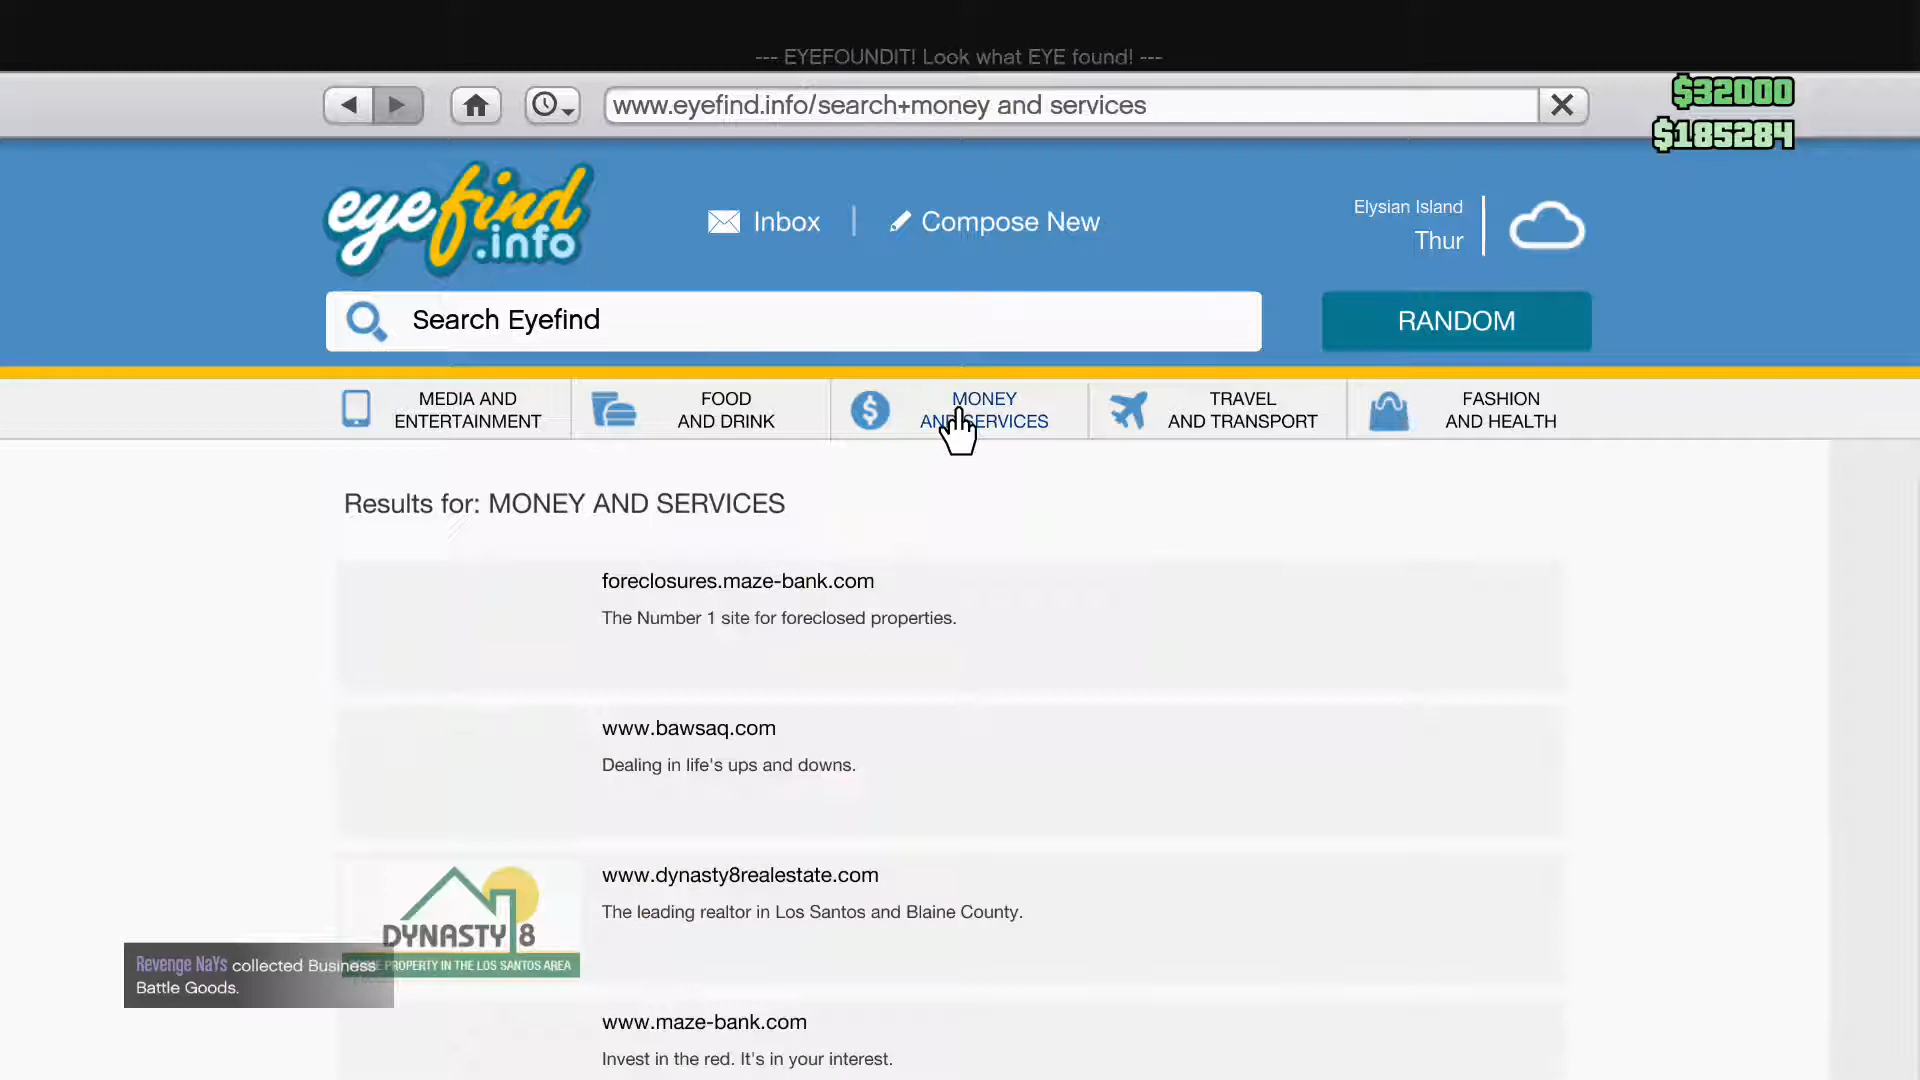 --- EYEFOUNDIT! Look what EYE found! ---
www.eyefind.info/search+money and services
$32000
$185284
eyefind
.info
Inbox
Compose New
Elysian Island
Thur
Search Eyefind
RANDOM
MEDIA AND
ENTERTAINMENT
FOOD
AND DRINK
MONEY
AND SERVICES
TRAVEL
AND TRANSPORT
FASHION
AND HEALTH
Results for: MONEY AND SERVICES
foreclosures.maze-bank.com
The Number 1 site for foreclosed properties.
www.bawsaq.com
Dealing in life's ups and downs.
www.dynasty8realestate.com
The leading realtor in Los Santos and Blaine County.
DYNASTY 8
PROPERTY IN THE LOS SANTOS AREA
Revenge NaYs collected Business
Battle Goods.
www.maze-bank.com
Invest in the red. It's in your interest.